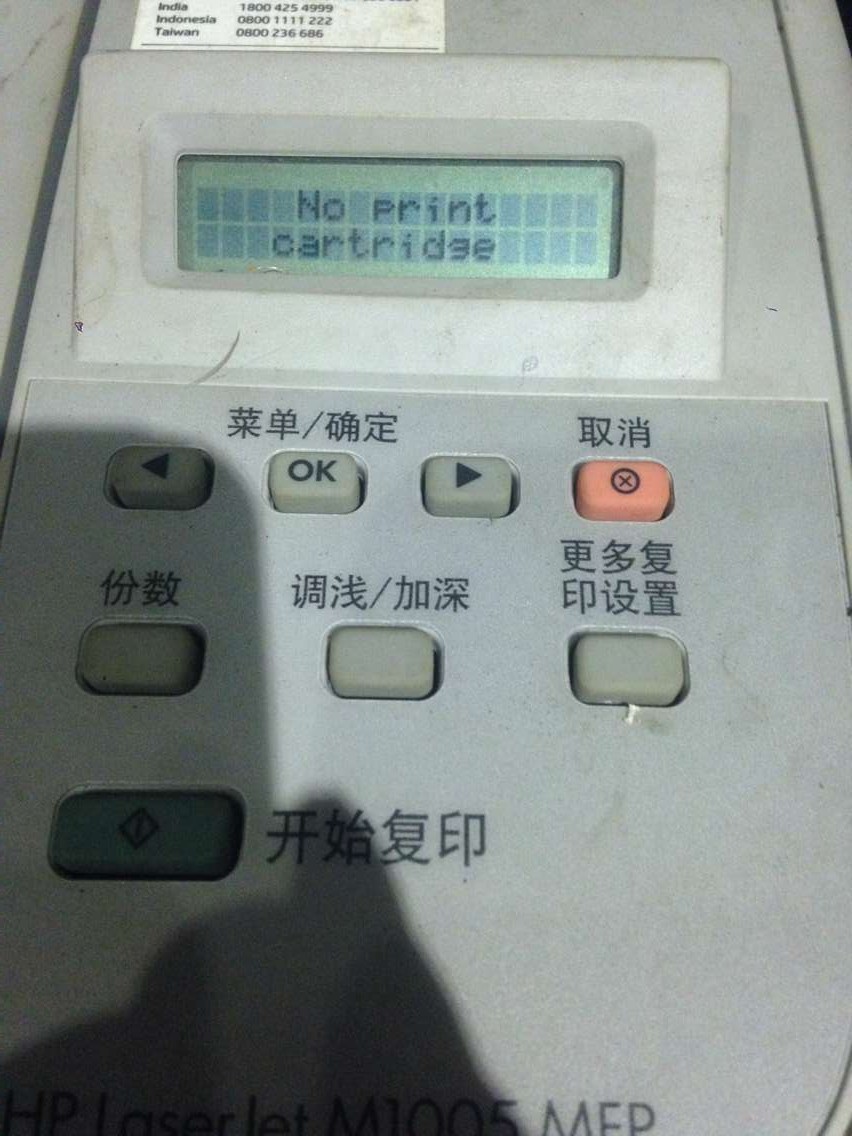 India 1800 425 4999
Indonesia 0800 1111 222
Taiwan 0800 236 686
No print
cartridge
菜单/确定
取消
OK
份数
调浅/加深
更多复
印设置
开始复印
HP LaserJet M1005 MFP